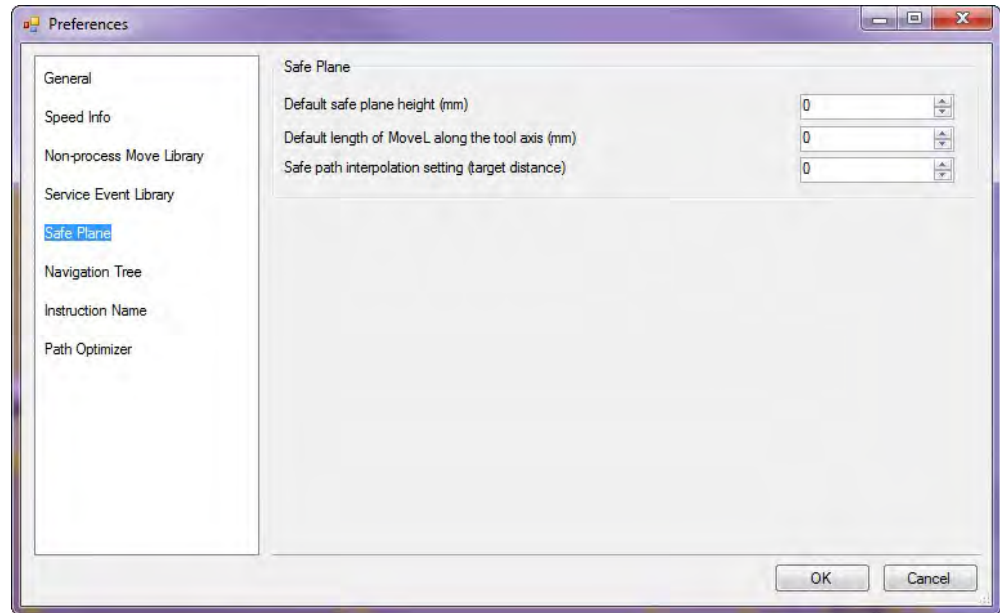 Preferences
General
Speed Info
Non-process Move Library
Service Event Library
Safe Plane
Navigation Tree
Instruction Name
Path Optimizer
Safe Plane
Default safe plane height (mm) 0
Default length of MoveL along the tool axis (mm) 0
Safe path interpolation setting (target distance) 0
OK Cancel